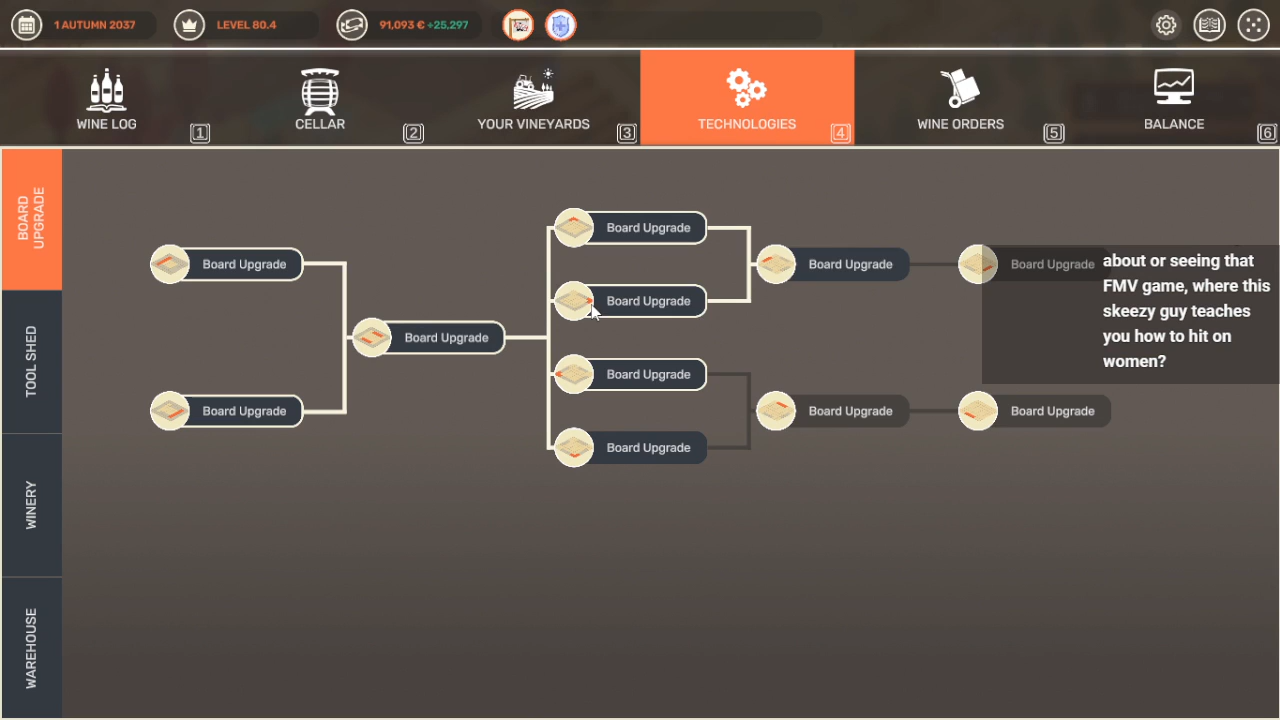 1 AUTUMN 2037
LEVEL 80.4
91,093 € +25,297
WINE LOG
1
CELLAR
2
YOUR VINEYARDS
3
TECHNOLOGIES
4
WINE ORDERS
5
BALANCE
6
BOARD
UPGRADE
TOOL SHED
WINERY
WAREHOUSE
Board Upgrade
Board Upgrade
Board Upgrade
Board Upgrade
Board Upgrade
Board Upgrade
Board Upgrade
Board Upgrade
Board Upgrade
Board Upgrade
Board Upgrade
about or seeing that
FMV game, where this
skeezy guy teaches
you how to hit on
women?